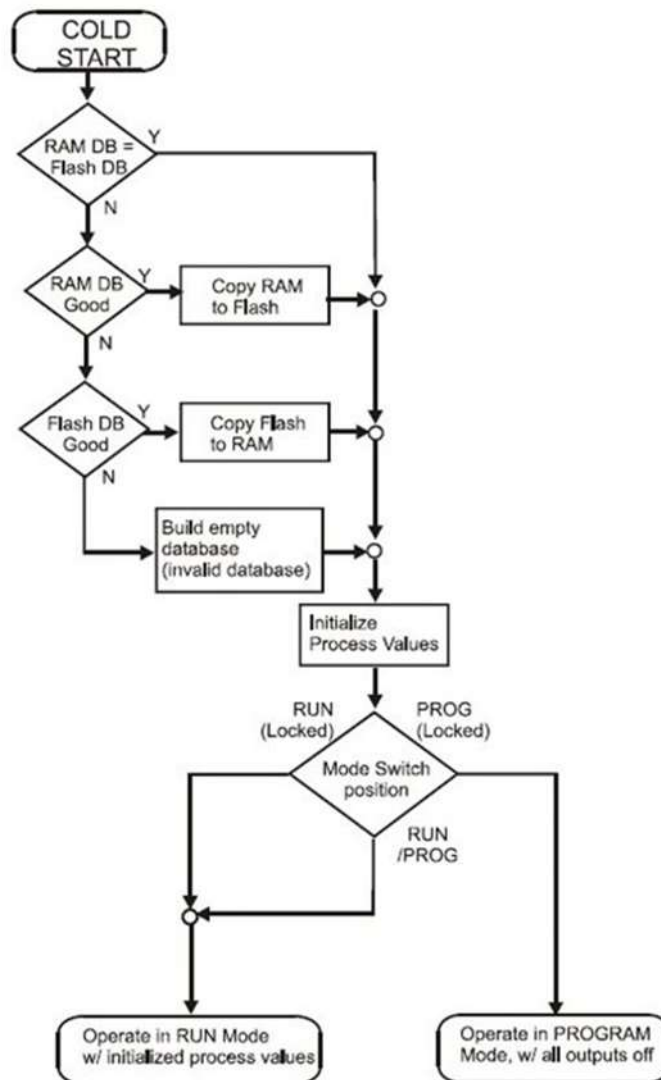 COLD
START
RAM DB =
Flash DB
Y
N
RAM DB
Good
Y
Copy RAM
to Flash
N
Flash DB
Good
Y
Copy Flash
to RAM
N
Build empty
database
(invalid database)
Initialize
Process Values
RUN
(Locked)
PROG
(Locked)
Mode Switch
position
RUN
/PROG
Operate in RUN Mode
w/ initialized process values
Operate in PROGRAM
Mode, w/ all outputs off